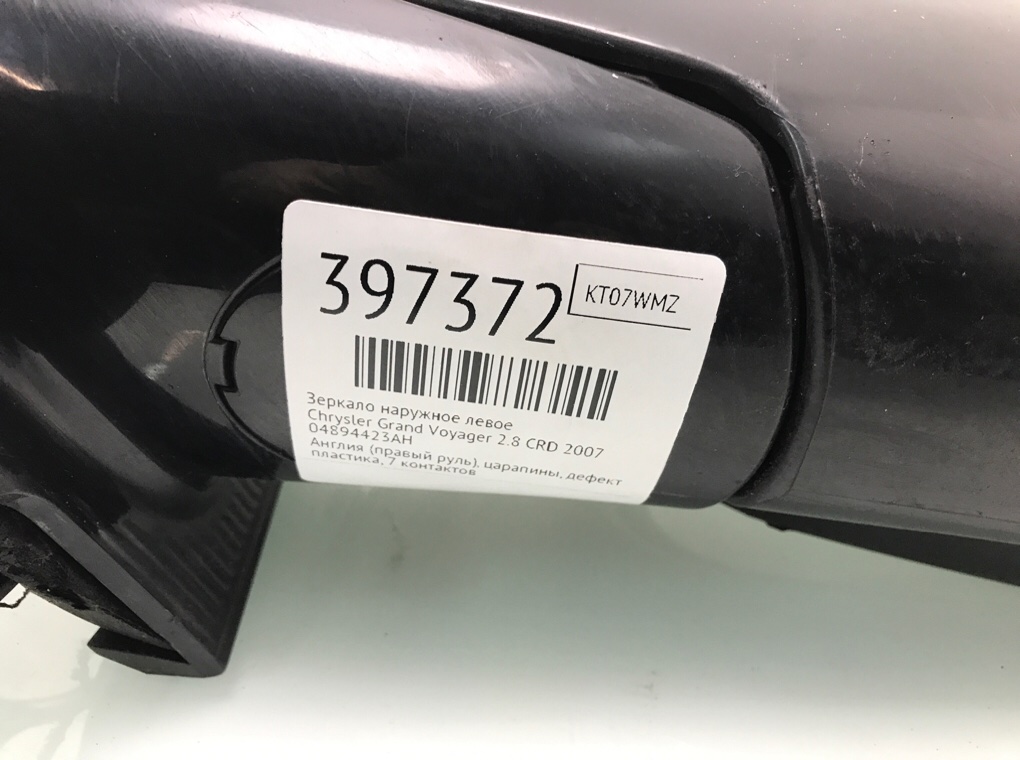 397372
KT07WMZ
Зеркало наружное левое
Chrysler Grand Voyager 2.8 CRD 2007
04894423AH
Англия (правый руль), царапины, дефект
пластика, 7 контактов